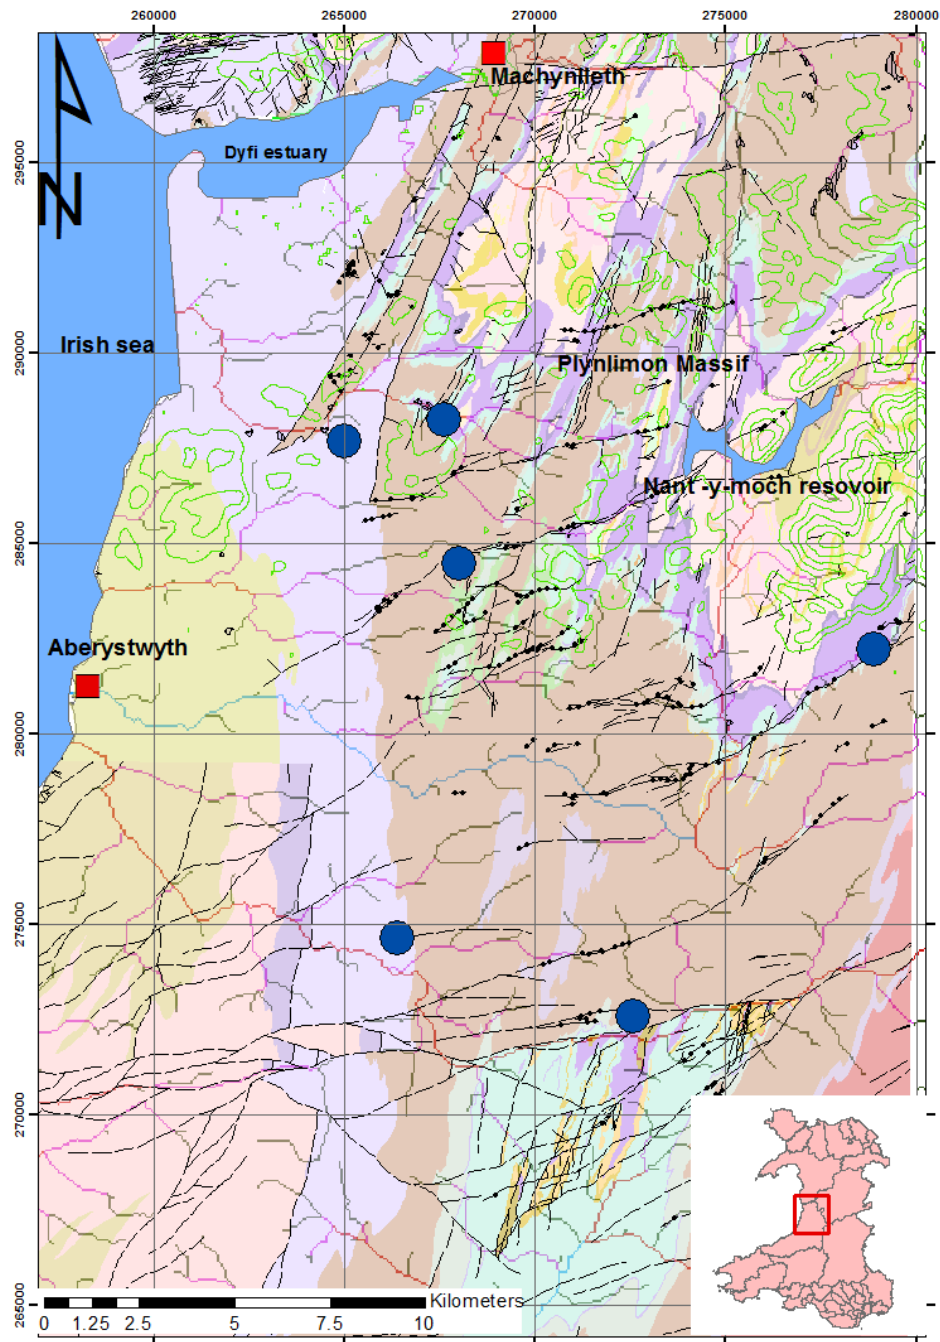 260000 265000 270000 275000 280000
Machynlleth
Dyfi estuary
295000
N
Irish sea
290000
Plynlimon Massif
Nant -y-moch resovoir
285000
Aberystwyth
280000
275000
270000
265000
Kilometers
0 1.25 2.5 5 7.5 10